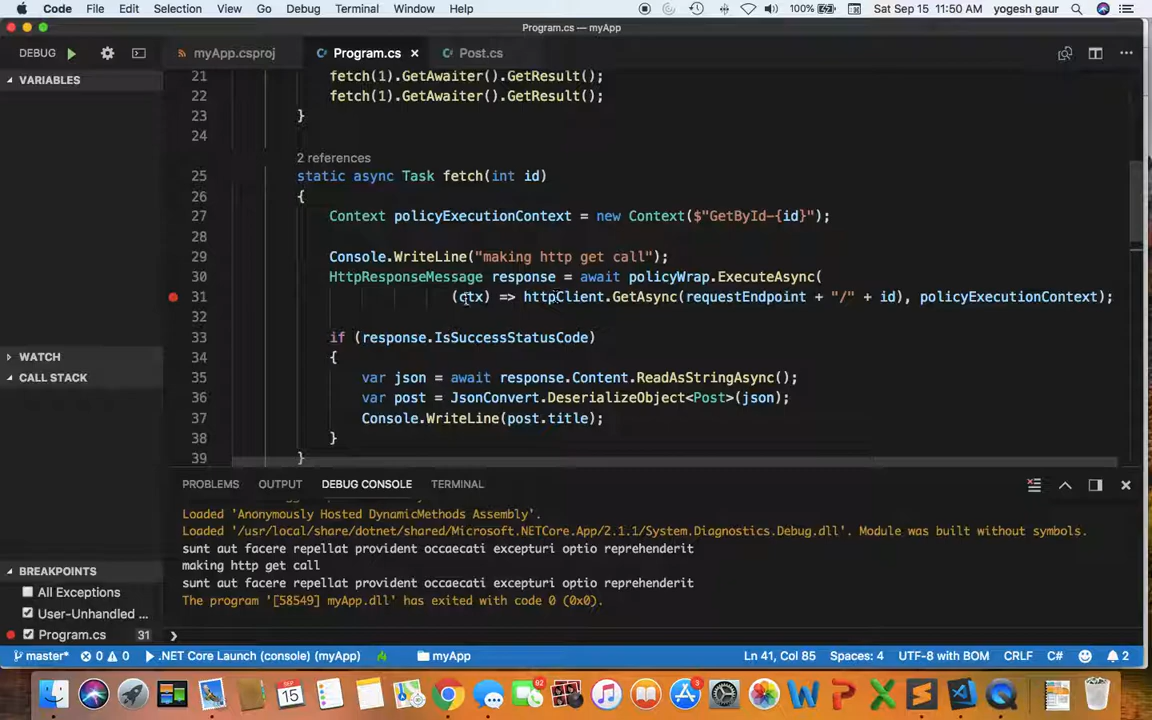 Code File Edit Selection View Go Debug Terminal Window Help 100% Sat Sep 15 11:50 AM yogesh gaur
Program.cs — myApp
DEBUG myApp.csproj Program.cs Post.cs
VARIABLES
21 fetch(1).GetAwaiter().GetResult();
22 fetch(1).GetAwaiter().GetResult();
23 }
24
2 references
25 static async Task fetch(int id)
26 {
27 Context policyExecutionContext = new Context($"GetById-{id}");
28
29 Console.WriteLine("making http get call");
30 HttpResponseMessage response = await policyWrap.ExecuteAsync(
31 (ctx) => httpClient.GetAsync(requestEndpoint + "/" + id), policyExecutionContext);
32
33 if (response.IsSuccessStatusCode)
34 {
35 var json = await response.Content.ReadAsStringAsync();
36 var post = JsonConvert.DeserializeObject<Post>(json);
37 Console.WriteLine(post.title);
38 }
39 }
WATCH
CALL STACK
PROBLEMS OUTPUT DEBUG CONSOLE TERMINAL
Loaded 'Anonymously Hosted DynamicMethods Assembly'.
Loaded '/usr/local/share/dotnet/shared/Microsoft.NETCore.App/2.1.1/System.Diagnostics.Debug.dll'. Module was built without symbols.
sunt aut facere repellat provident occaecati excepturi optio reprehenderit
making http get call
sunt aut facere repellat provident occaecati excepturi optio reprehenderit
The program '[58549] myApp.dll' has exited with code 0 (0x0).
BREAKPOINTS
All Exceptions
User-Unhandled ...
Program.cs 31
master* 0 0 .NET Core Launch (console) (myApp) myApp Ln 41, Col 85 Spaces: 4 UTF-8 with BOM CRLF C# 2
SEP 15 92 3